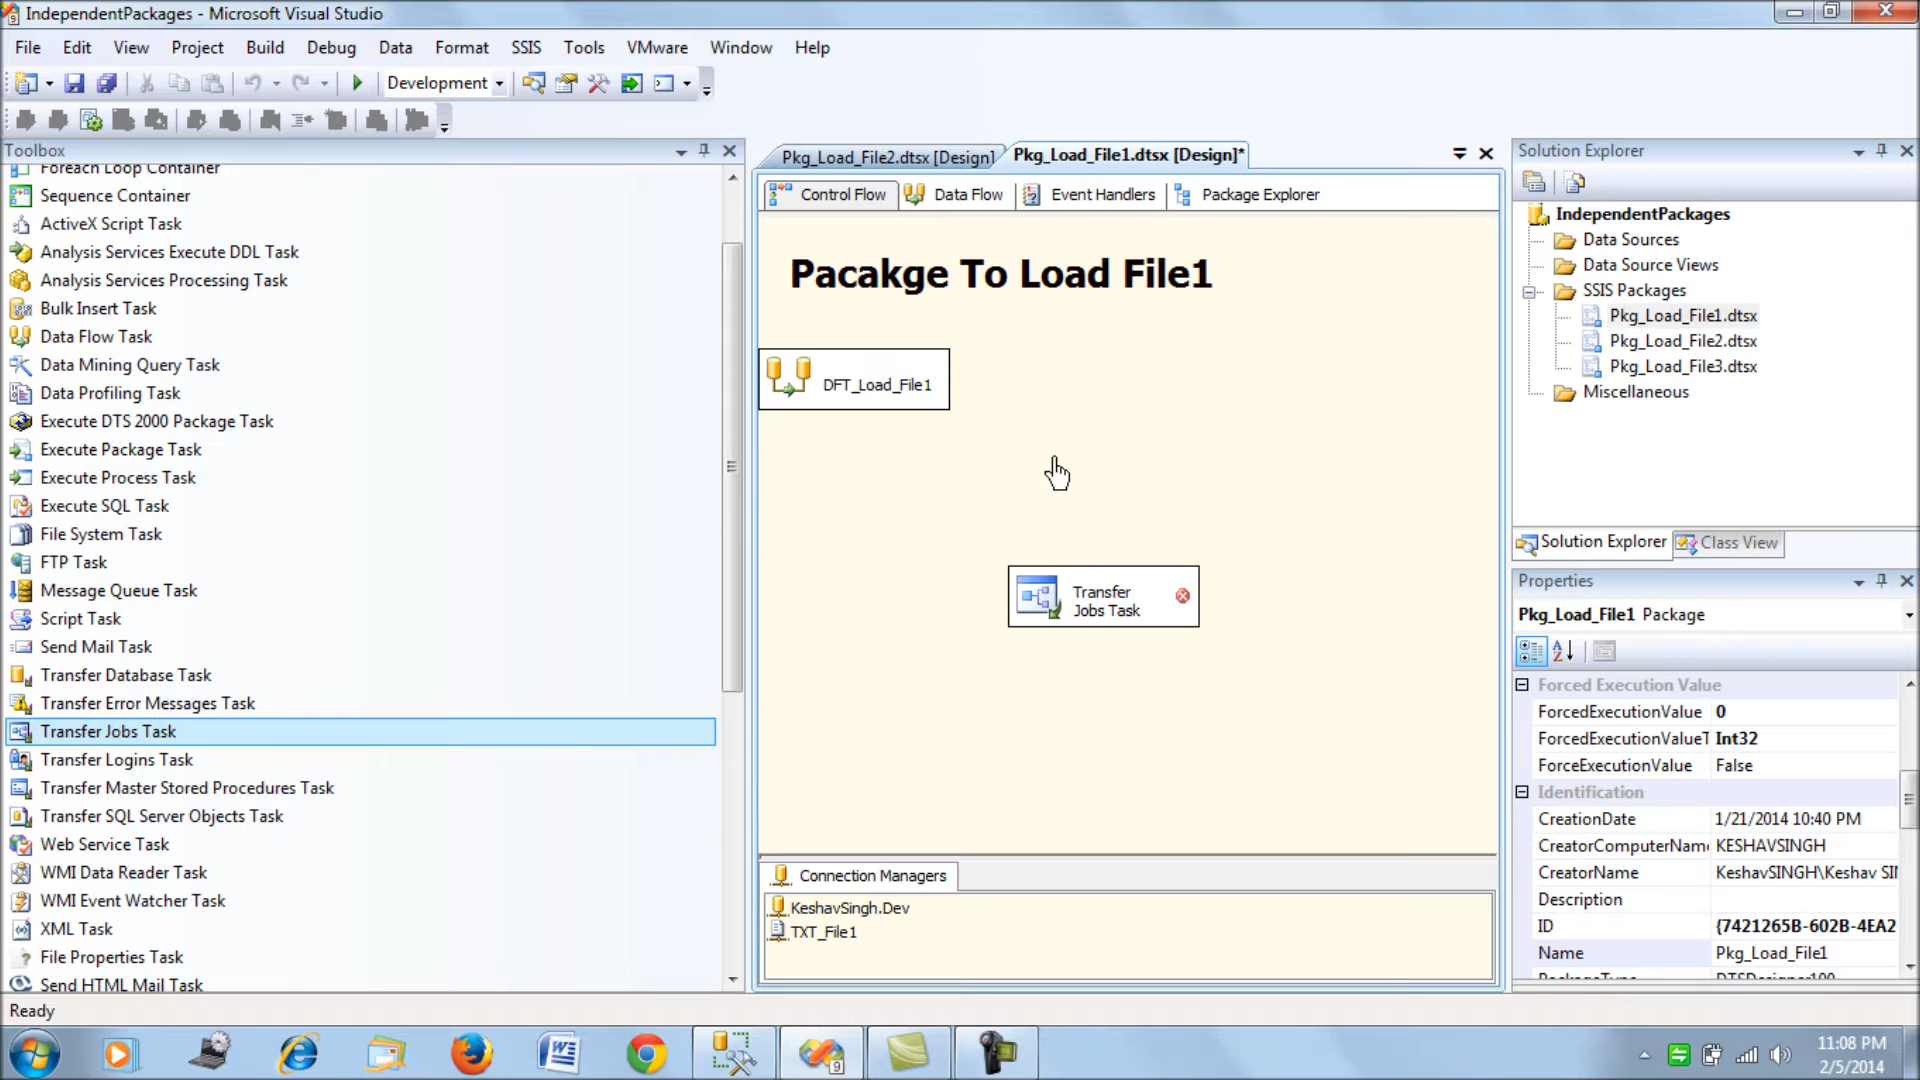 IndependentPackages - Microsoft Visual Studio
File Edit View Project Build Debug Data Format SSIS Tools VMware Window Help
Development
Toolbox
Foreach Loop Container
Sequence Container
ActiveX Script Task
Analysis Services Execute DDL Task
Analysis Services Processing Task
Bulk Insert Task
Data Flow Task
Data Mining Query Task
Data Profiling Task
Execute DTS 2000 Package Task
Execute Package Task
Execute Process Task
Execute SQL Task
File System Task
FTP Task
Message Queue Task
Script Task
Send Mail Task
Transfer Database Task
Transfer Error Messages Task
Transfer Jobs Task
Transfer Logins Task
Transfer Master Stored Procedures Task
Transfer SQL Server Objects Task
Web Service Task
WMI Data Reader Task
WMI Event Watcher Task
XML Task
File Properties Task
Send HTML Mail Task
Pkg_Load_File2.dtsx [Design]
Pkg_Load_File1.dtsx [Design]*
Control Flow
Data Flow
Event Handlers
Package Explorer
Pacakge To Load File1
DFT_Load_File1
Transfer
Jobs Task
Connection Managers
KeshavSingh.Dev
TXT_File1
Solution Explorer
IndependentPackages
Data Sources
Data Source Views
SSIS Packages
Pkg_Load_File1.dtsx
Pkg_Load_File2.dtsx
Pkg_Load_File3.dtsx
Miscellaneous
Solution Explorer
Class View
Properties
Pkg_Load_File1 Package
Forced Execution Value
ForcedExecutionValue 0
ForcedExecutionValueT Int32
ForceExecutionValue False
Identification
CreationDate 1/21/2014 10:40 PM
CreatorComputerName KESHAVSINGH
CreatorName KeshavSINGH\Keshav SIN
Description
ID {7421265B-602B-4EA2
Name Pkg_Load_File1
PackageType DTSDesigner100
Ready
11:08 PM
2/5/2014